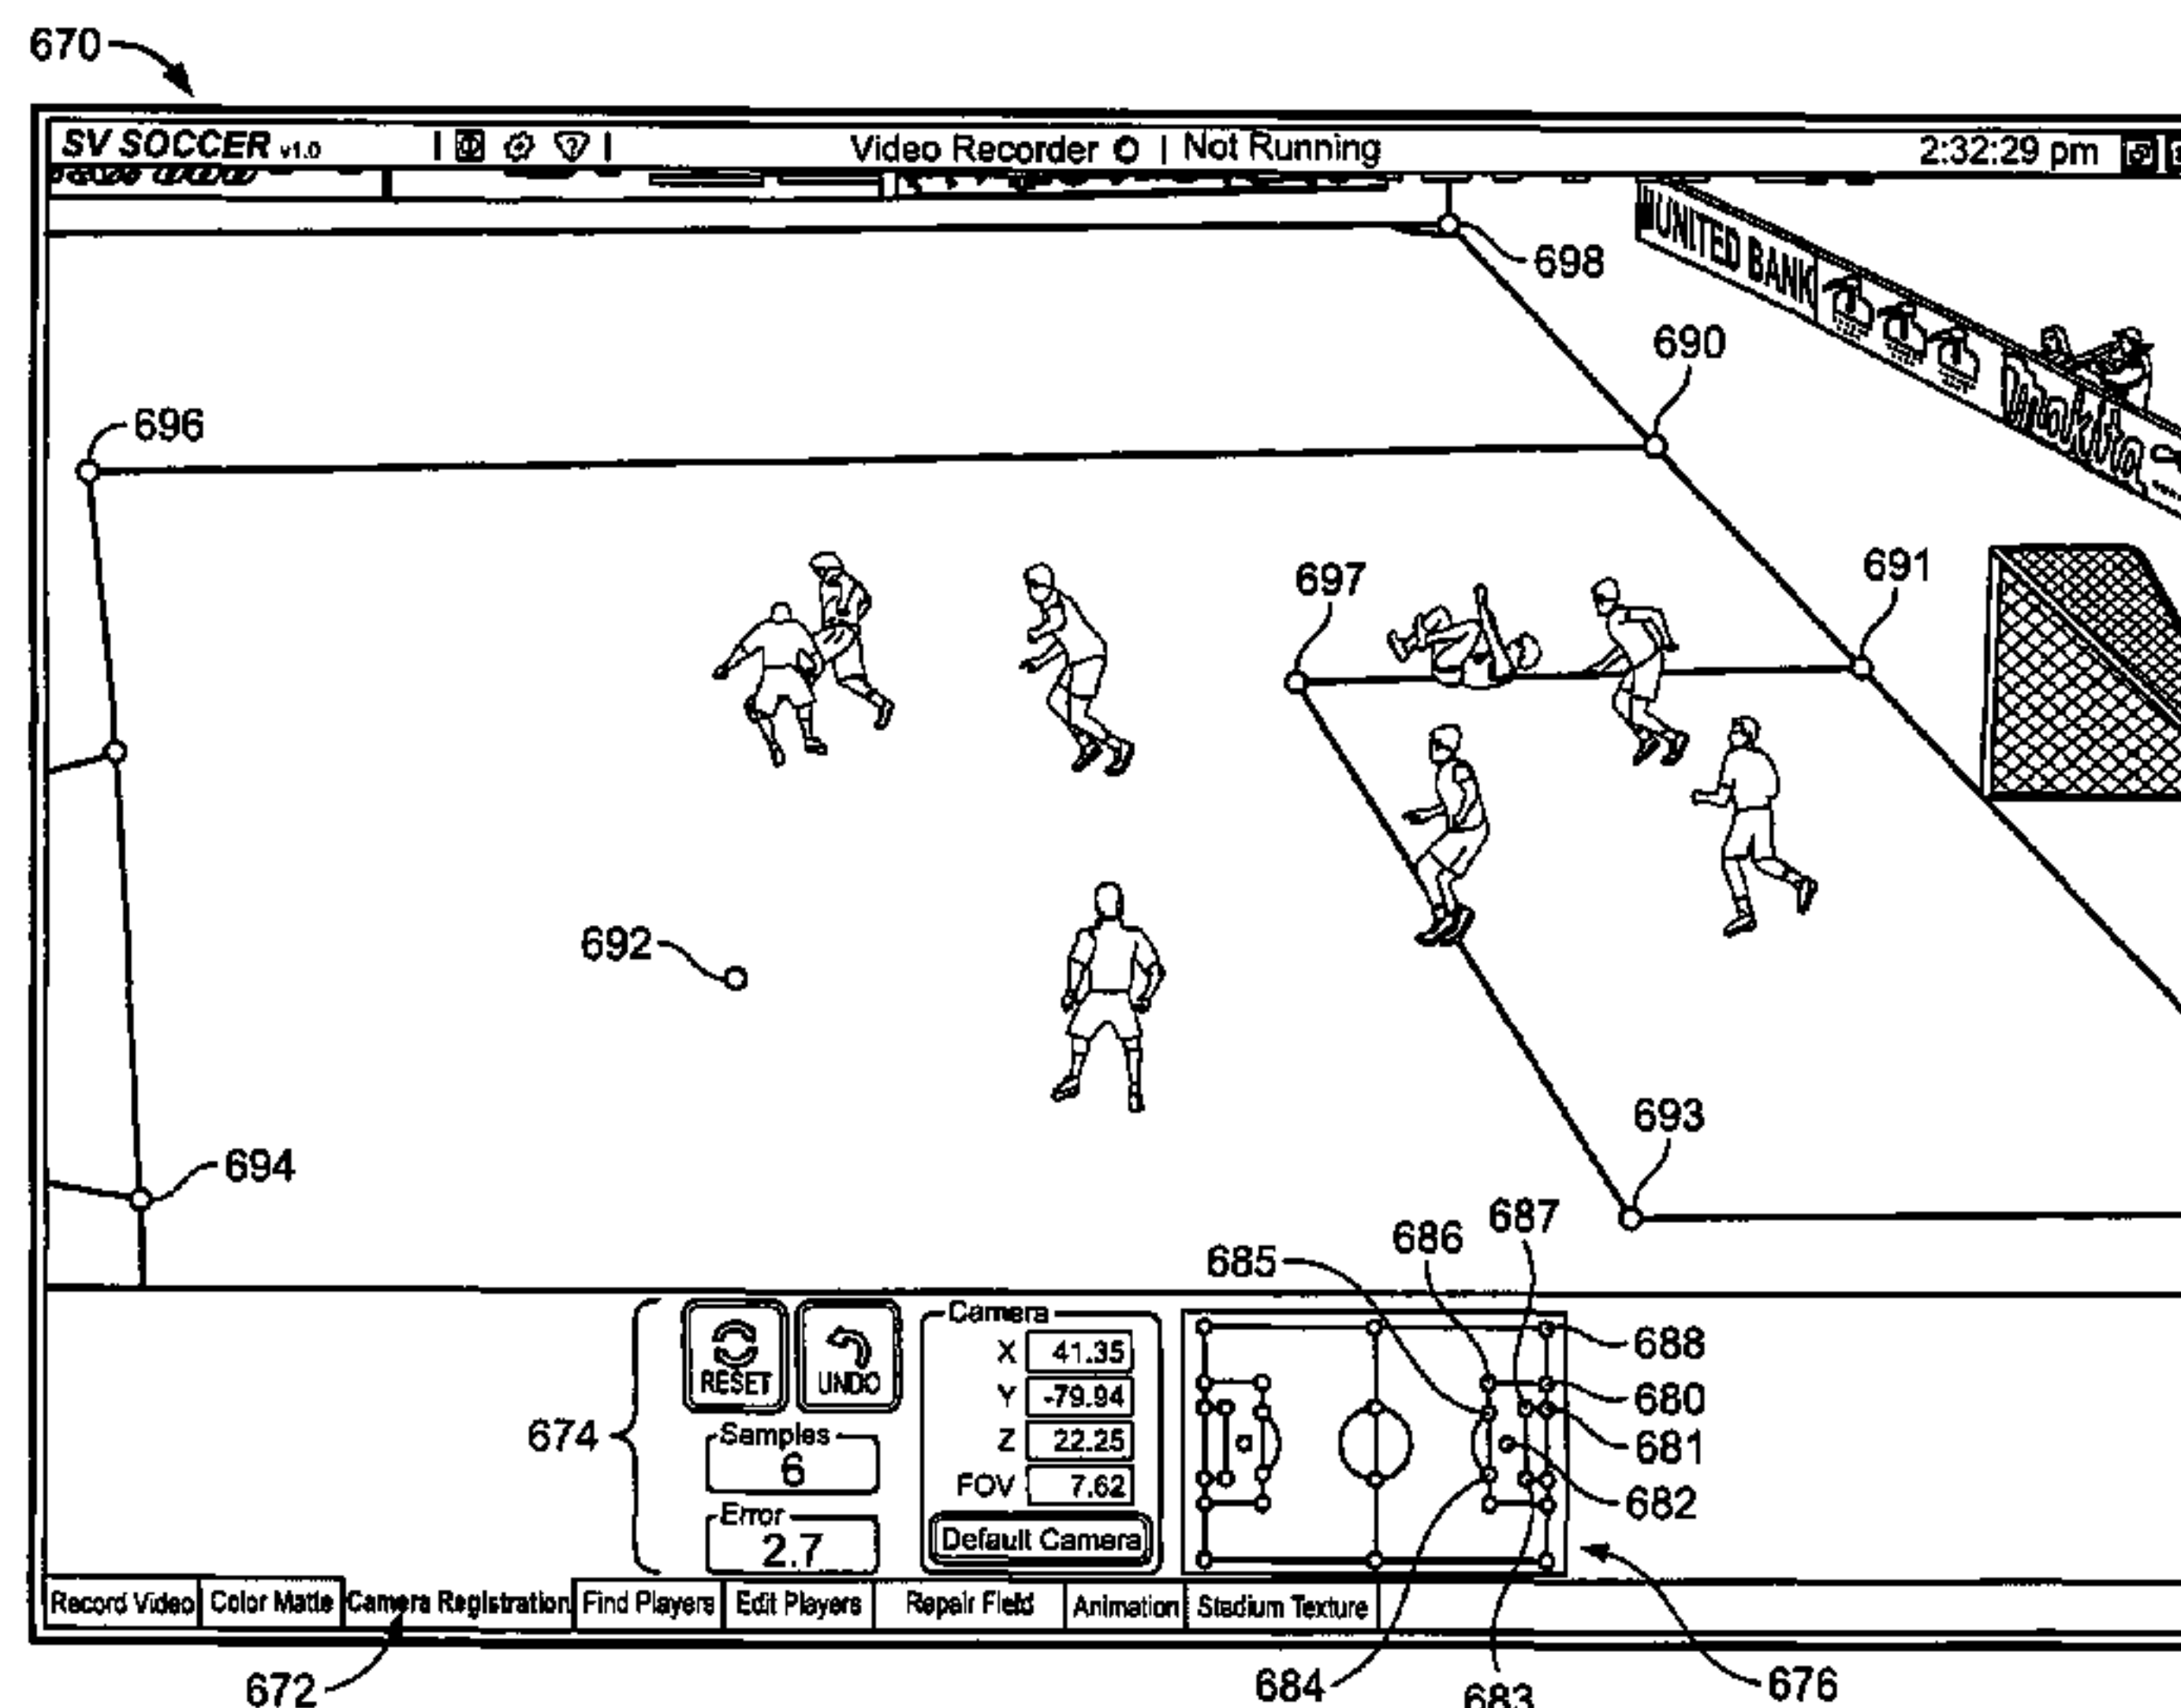 670
SV SOCCER v1.0
Video Recorder | Not Running
2:32:29 pm
698
UNITED BANK
690
696
691
697
692
693
694
687
686
685
Camera
RESET
UNDO
X 41.35
688
Y -79.94
680
674
Samples
6
Z 22.25
681
FOV 7.62
682
Error
2.7
Default Camera
Record Video
Color Matte
Camera Registration
Find Players
Edit Players
Repair Field
Animation
Stadium Texture
672
684
683
676